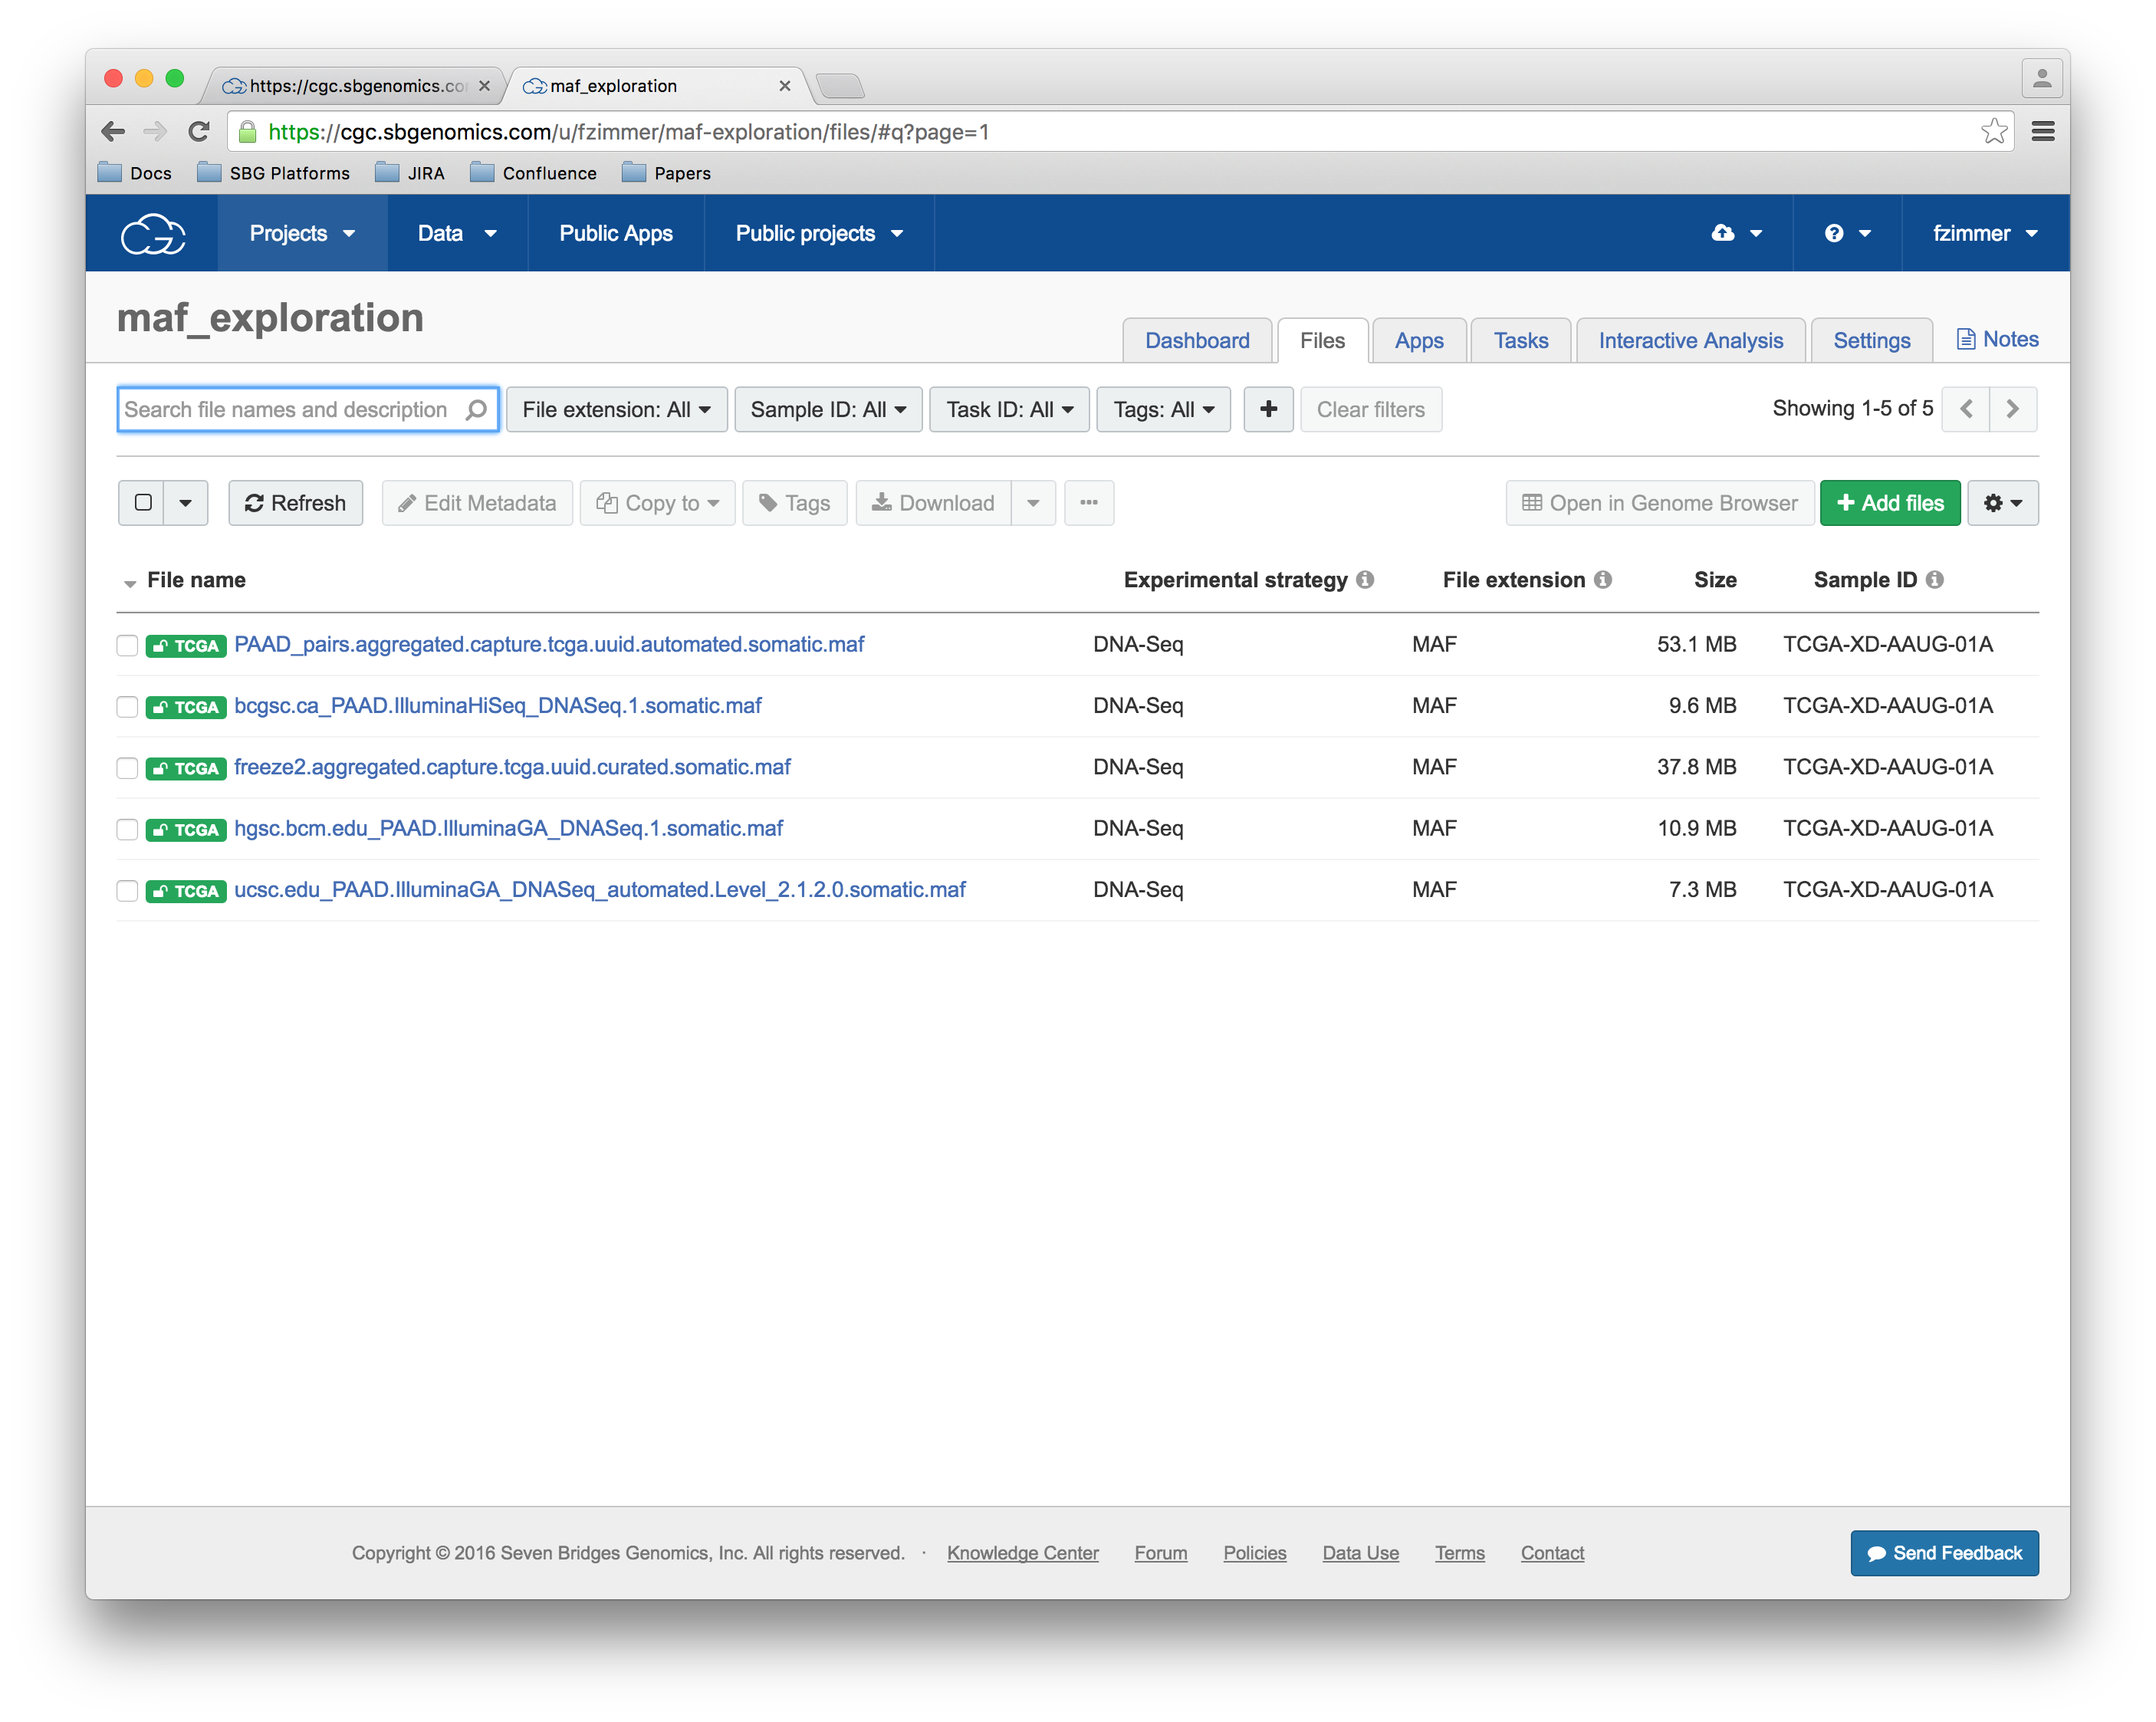 https://cgc.sbgenomics.co
maf_exploration
https://cgc.sbgenomics.com/u/fzimmer/maf-exploration/files/#q?page=1
Docs SBG Platforms JIRA Confluence Papers
Projects Data Public Apps Public projects fzimmer
maf_exploration
Dashboard Files Apps Tasks Interactive Analysis Settings Notes
Search file names and description File extension: All Sample ID: All Task ID: All Tags: All + Clear filters Showing 1-5 of 5
Refresh Edit Metadata Copy to Tags Download ... Open in Genome Browser + Add files
File name Experimental strategy File extension Size Sample ID
TCGA PAAD_pairs.aggregated.capture.tcga.uuid.automated.somatic.maf DNA-Seq MAF 53.1 MB TCGA-XD-AAUG-01A
TCGA bcgsc.ca_PAAD.IlluminaHiSeq_DNASeq.1.somatic.maf DNA-Seq MAF 9.6 MB TCGA-XD-AAUG-01A
TCGA freeze2.aggregated.capture.tcga.uuid.curated.somatic.maf DNA-Seq MAF 37.8 MB TCGA-XD-AAUG-01A
TCGA hgsc.bcm.edu_PAAD.IlluminaGA_DNASeq.1.somatic.maf DNA-Seq MAF 10.9 MB TCGA-XD-AAUG-01A
TCGA ucsc.edu_PAAD.IlluminaGA_DNASeq_automated.Level_2.1.2.0.somatic.maf DNA-Seq MAF 7.3 MB TCGA-XD-AAUG-01A
Copyright © 2016 Seven Bridges Genomics, Inc. All rights reserved. · Knowledge Center Forum Policies Data Use Terms Contact Send Feedback